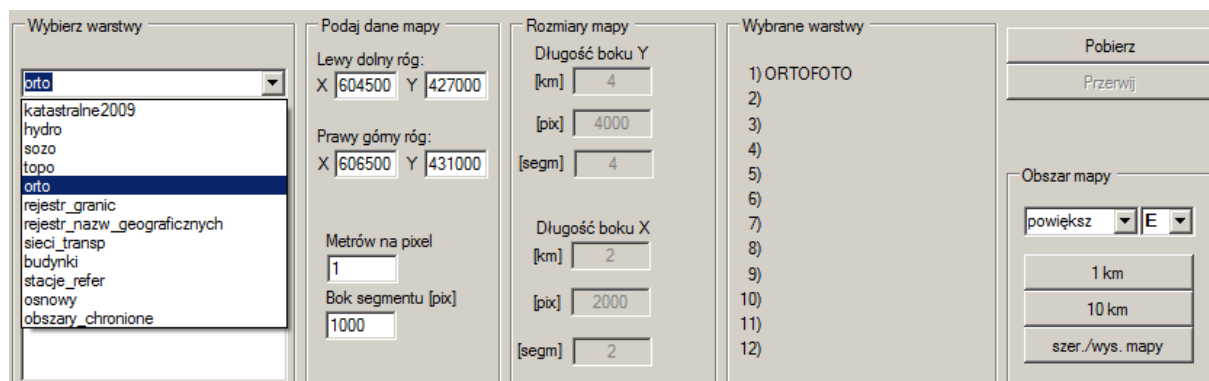 Wybierz warstwy
orto
katastralne2009
hydro
sozo
topo
orto
rejestr_granic
rejestr_nazw_geograficznych
sieci_transp
budynki
stacje_refer
osnowy
obszary_chronione
Podaj dane mapy
Lewy dolny róg:
X 604500 Y 427000
Prawy górny róg:
X 606500 Y 431000
Metrów na pixel
1
Bok segmentu [pix]
1000
Rozmiary mapy
Długość boku Y
[km] 4
[pix] 4000
[segm] 4
Długość boku X
[km] 2
[pix] 2000
[segm] 2
Wybrane warstwy
1) ORTOFOTO
2)
3)
4)
5)
6)
7)
8)
9)
10)
11)
12)
Pobierz
Przerwij
Obszar mapy
powiększ E
1 km
10 km
szer./wys. mapy